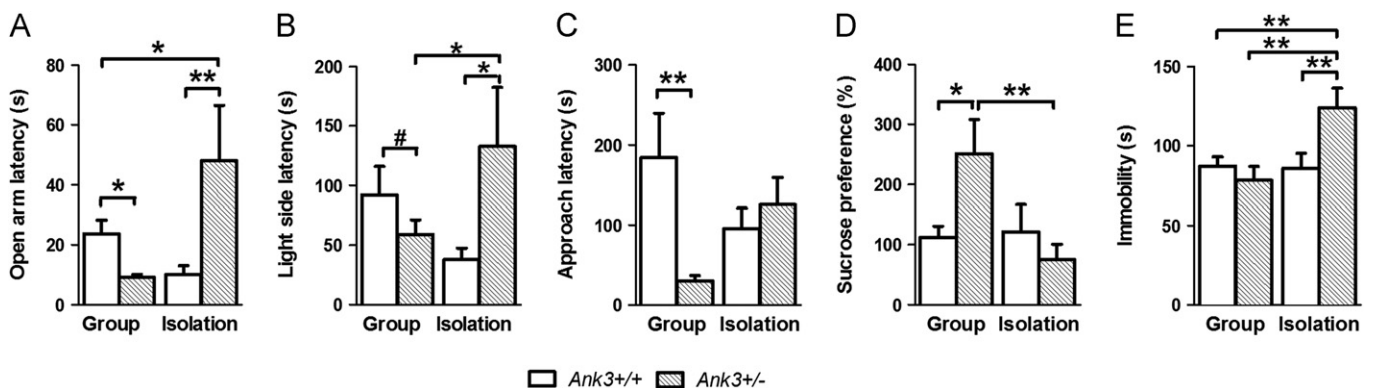 A
Open arm latency (s)
80
60
40
20
0
*
*
**
Group Isolation
B
Light side latency (s)
200
150
100
50
0
#
*
*
Group Isolation
C
Approach latency (s)
300
200
100
0
**
Group Isolation
D
Sucrose preference (%)
400
300
200
100
0
*
**
Group Isolation
E
Immobility (s)
150
100
50
0
**
**
**
Group Isolation
Ank3+/+ Ank3+/-